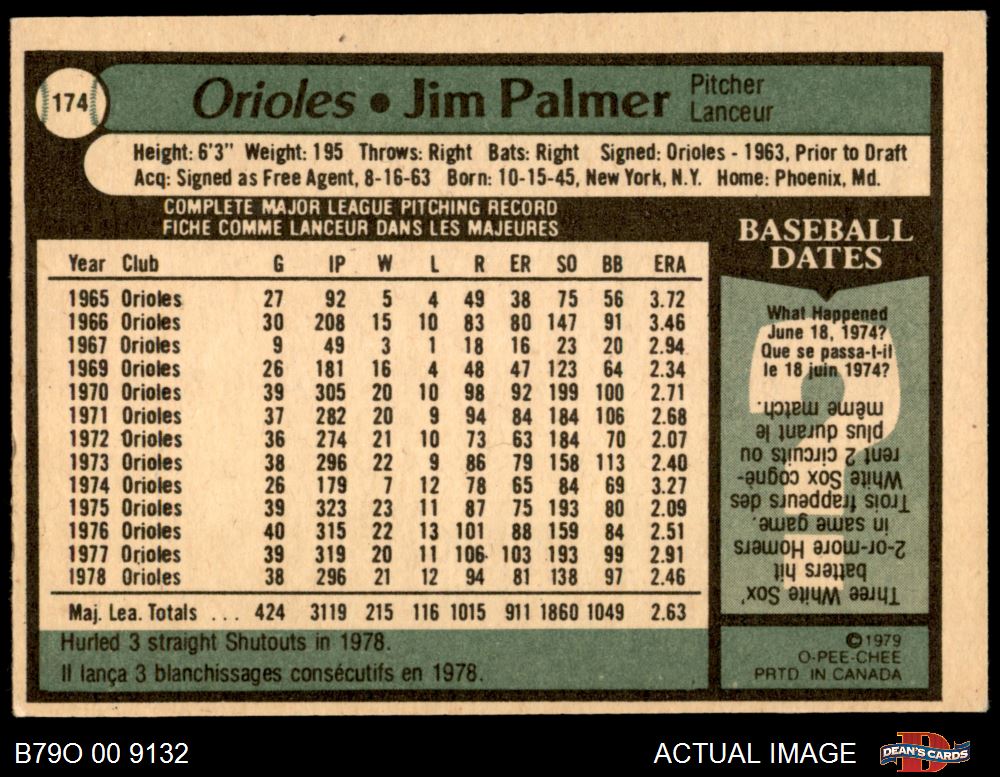 174
Orioles • Jim Palmer
Pitcher
Lanceur
Height: 6'3" Weight: 195 Throws: Right Bats: Right Signed: Orioles - 1963, Prior to Draft
Acq: Signed as Free Agent, 8-16-63 Born: 10-15-45, New York, N.Y. Home: Phoenix, Md.
COMPLETE MAJOR LEAGUE PITCHING RECORD
FICHE COMME LANCEUR DANS LES MAJEURES
Year Club G IP W L R ER SO BB ERA
1965 Orioles 27 92 5 4 49 38 75 56 3.72
1966 Orioles 30 208 15 10 83 80 147 91 3.46
1967 Orioles 9 49 3 1 18 16 23 20 2.94
1969 Orioles 26 181 16 4 48 47 123 64 2.34
1970 Orioles 39 305 20 10 98 92 199 100 2.71
1971 Orioles 37 282 20 9 94 84 184 106 2.68
1972 Orioles 36 274 21 10 73 63 184 70 2.07
1973 Orioles 38 296 22 9 86 79 158 113 2.40
1974 Orioles 26 179 7 12 78 65 84 69 3.27
1975 Orioles 39 323 23 11 87 75 193 80 2.09
1976 Orioles 40 315 22 13 101 88 159 84 2.51
1977 Orioles 39 319 20 11 106 103 193 99 2.91
1978 Orioles 38 296 21 12 94 81 138 97 2.46
Maj. Lea. Totals ... 424 3119 215 116 1015 911 1860 1049 2.63
Hurled 3 straight Shutouts in 1978.
Il lança 3 blanchissages consécutifs en 1978.
BASEBALL
DATES
What Happened
June 18, 1974?
Que se passa-t-il
le 18 juin 1974?
Three White Sox'
batters hit
2-or-more Homers
in same game.
Trois frappeurs des
White Sox cognè-
rent 2 circuits ou
plus durant le
même match.
©1979
O-PEE-CHEE
PRTD. IN CANADA
B79O 00 9132
ACTUAL IMAGE
DEAN'S CARDS